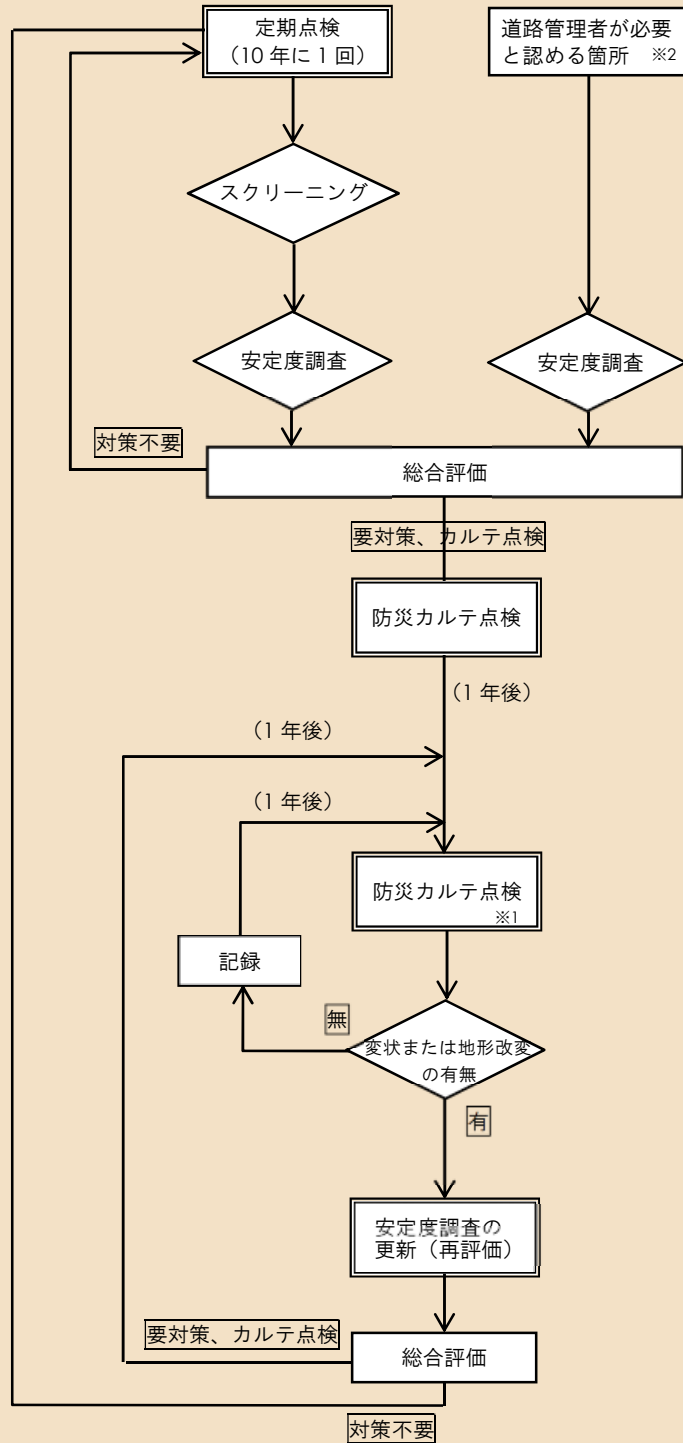 定期点検
（10年に1回）
道路管理者が必要
と認める箇所 ※2
スクリーニング
安定度調査
安定度調査
対策不要
総合評価
要対策、カルテ点検
防災カルテ点検
（1年後）
（1年後）
（1年後）
防災カルテ点検
※1
記録
無
変状または地形改変
の有無
有
安定度調査の
更新（再評価）
要対策、カルテ点検
総合評価
対策不要